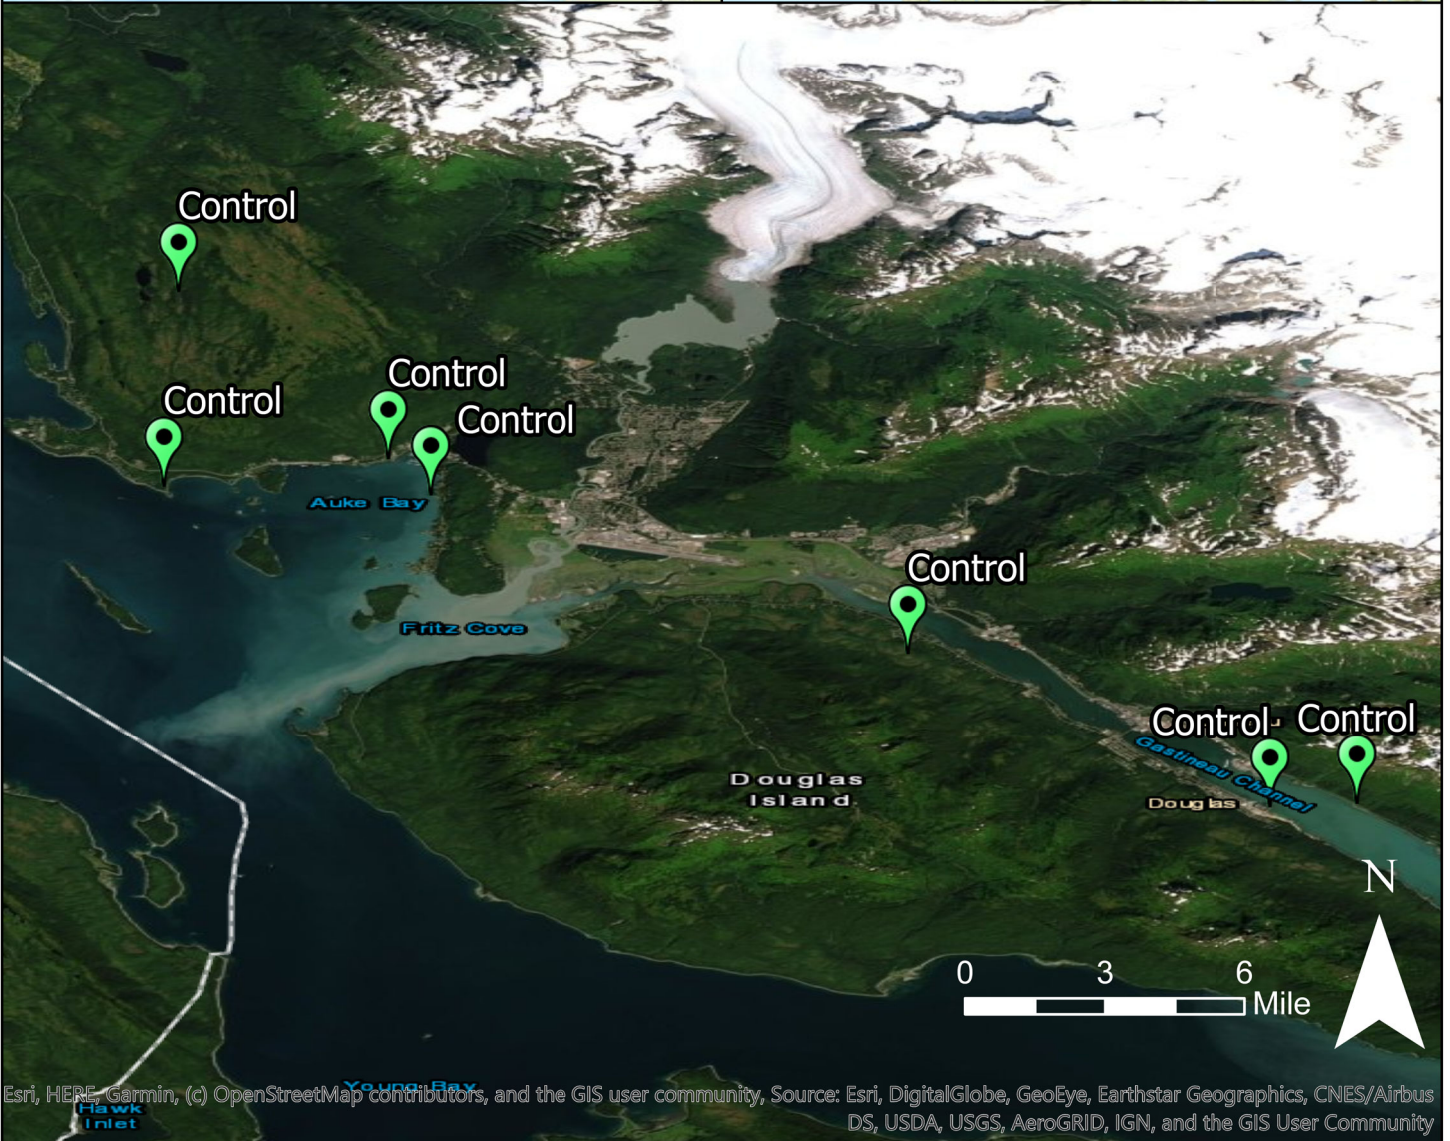 Control
Control
Control
Control
Auke Bay
Control
Fritz Cove
Control
Control
Gastineau Channel
Douglas
Island
Douglas
N
0 3 6
Mile
Young Bay
Esri, HERE, Garmin, (c) OpenStreetMap contributors, and the GIS user community, Source: Esri, DigitalGlobe, GeoEye, Earthstar Geographics, CNES/Airbus
DS, USDA, USGS, AeroGRID, IGN, and the GIS User Community
Hawk
Inlet